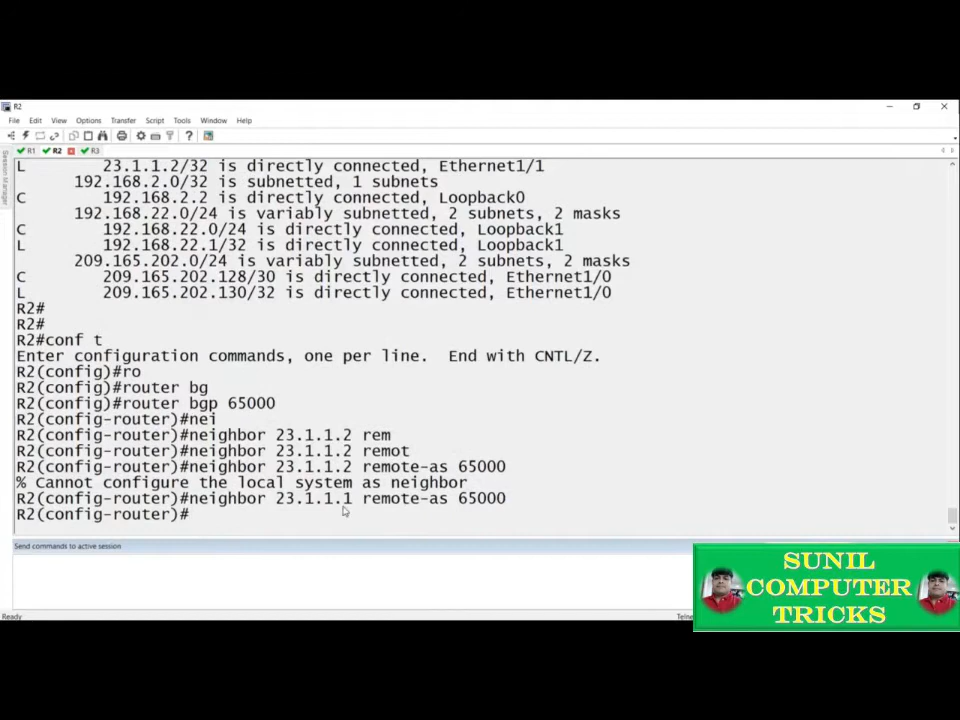 R2
File Edit View Options Transfer Script Tools Window Help
R1 R2 R3
Session Manager
L 23.1.1.2/32 is directly connected, Ethernet1/1
192.168.2.0/32 is subnetted, 1 subnets
C 192.168.2.2 is directly connected, Loopback0
192.168.22.0/24 is variably subnetted, 2 subnets, 2 masks
C 192.168.22.0/24 is directly connected, Loopback1
L 192.168.22.1/32 is directly connected, Loopback1
209.165.202.0/24 is variably subnetted, 2 subnets, 2 masks
C 209.165.202.128/30 is directly connected, Ethernet1/0
L 209.165.202.130/32 is directly connected, Ethernet1/0
R2#
R2#
R2#conf t
Enter configuration commands, one per line. End with CNTL/Z.
R2(config)#ro
R2(config)#router bg
R2(config)#router bgp 65000
R2(config-router)#nei
R2(config-router)#neighbor 23.1.1.2 rem
R2(config-router)#neighbor 23.1.1.2 remot
R2(config-router)#neighbor 23.1.1.2 remote-as 65000
% Cannot configure the local system as neighbor
R2(config-router)#neighbor 23.1.1.1 remote-as 65000
R2(config-router)#
Send commands to active session
SUNIL
COMPUTER
TRICKS
Ready